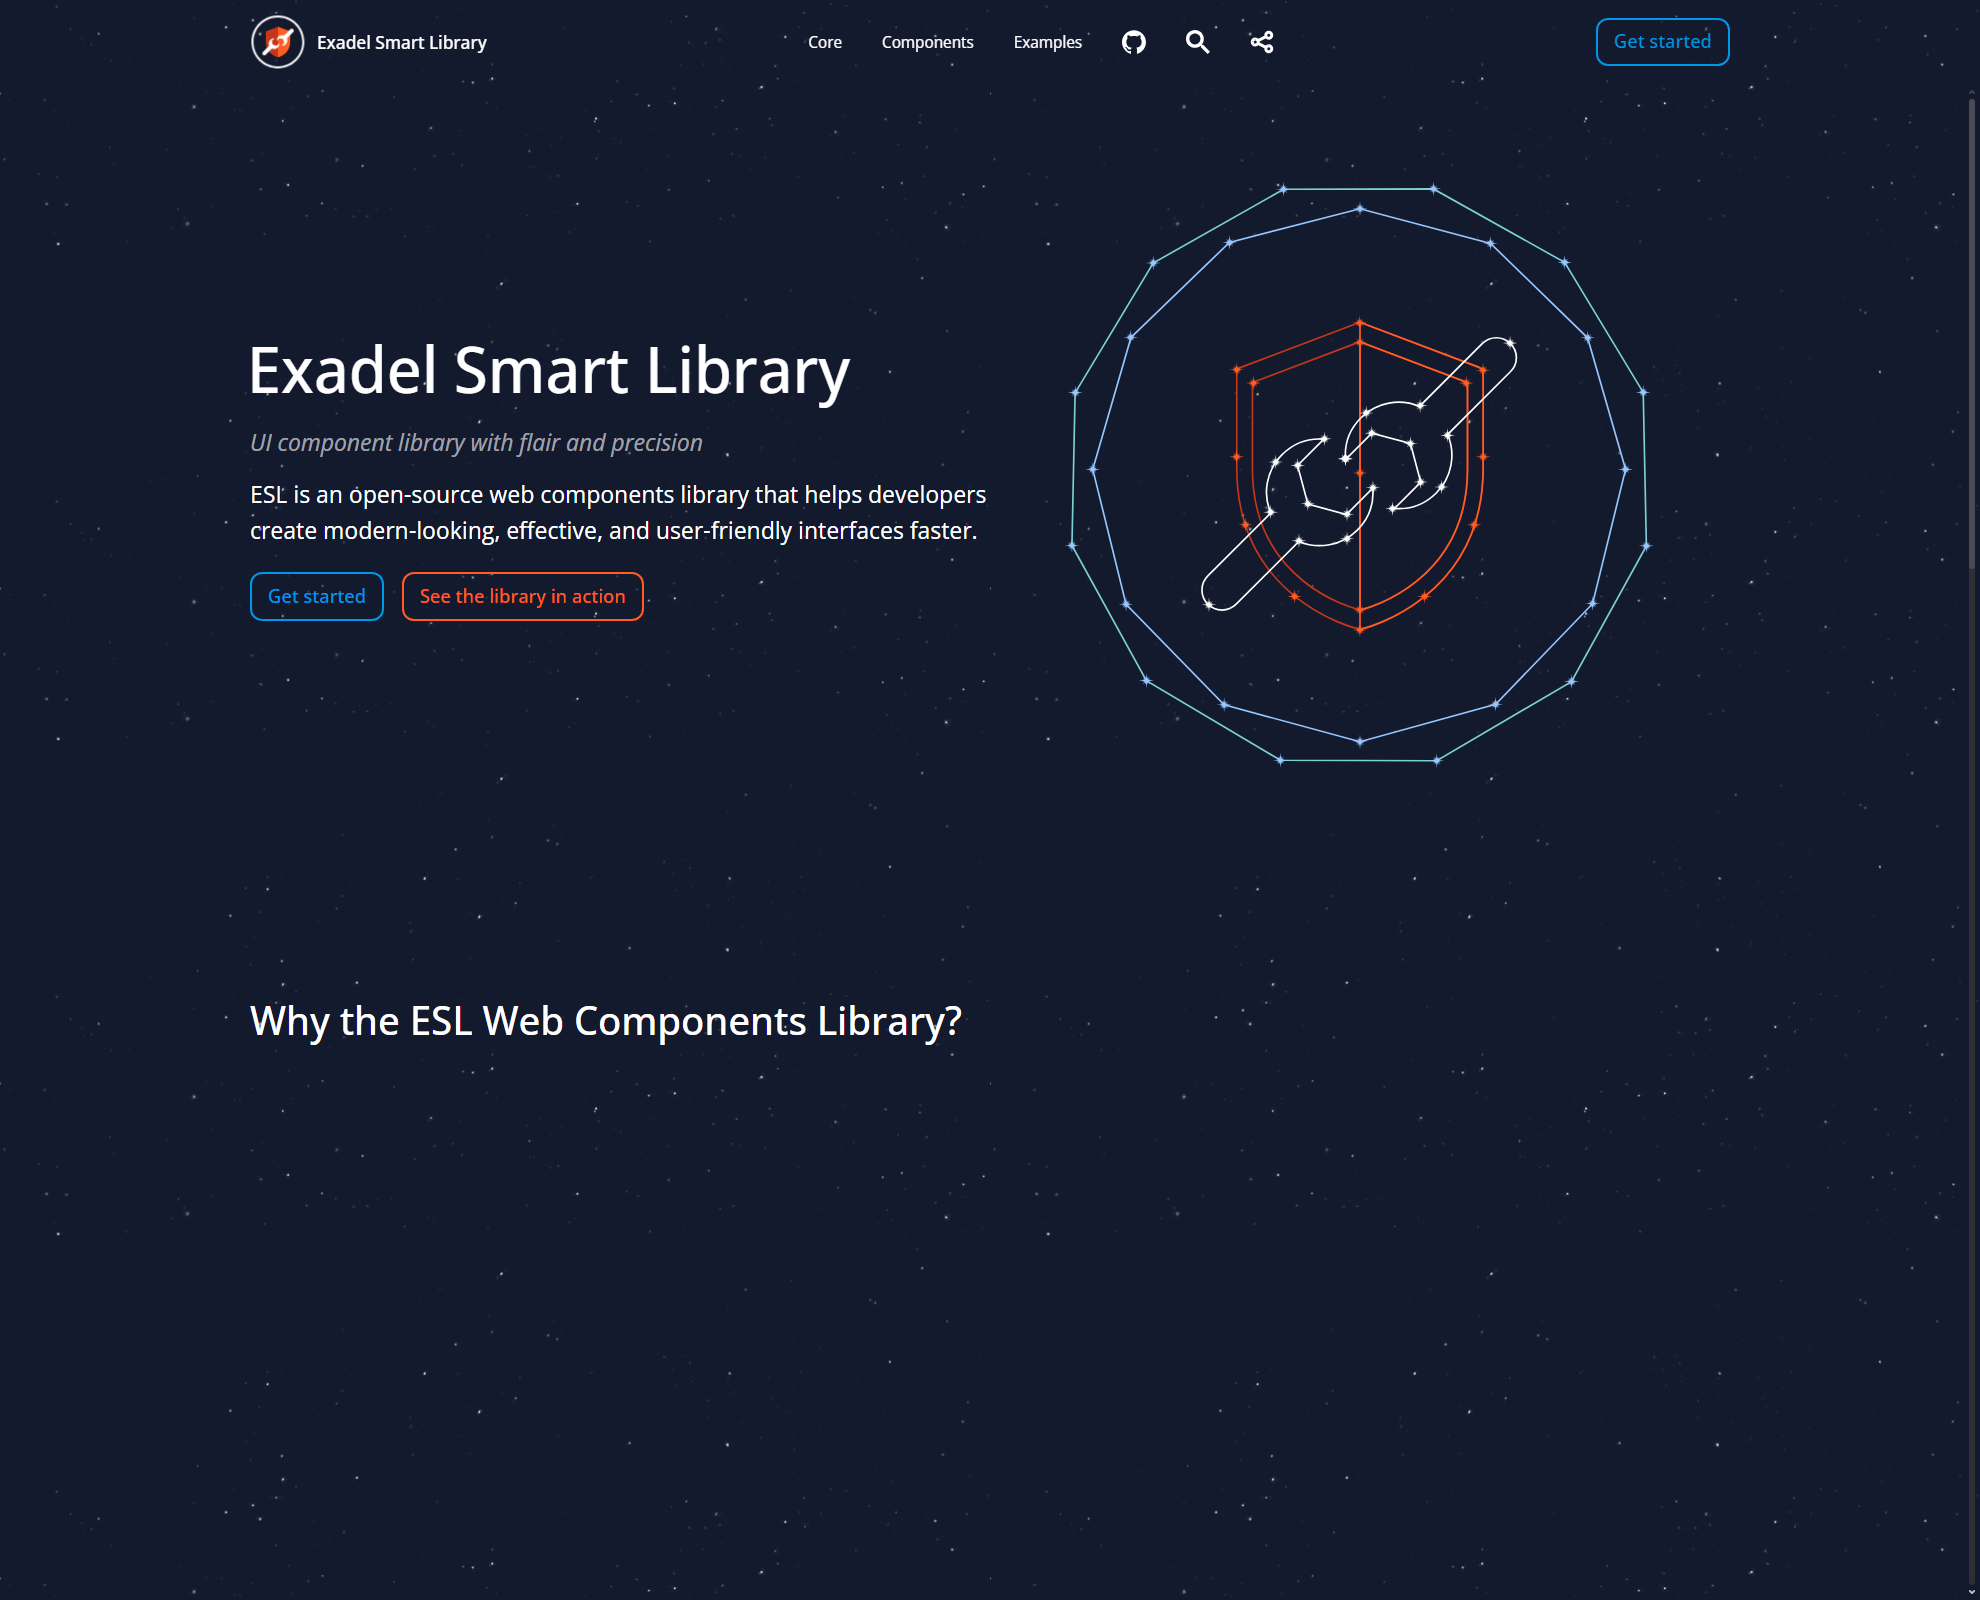 Exadel Smart Library
Core
Components
Examples
Get started
Exadel Smart Library
UI component library with flair and precision
ESL is an open-source web components library that helps developers
create modern-looking, effective, and user-friendly interfaces faster.
Get started
See the library in action
Why the ESL Web Components Library?